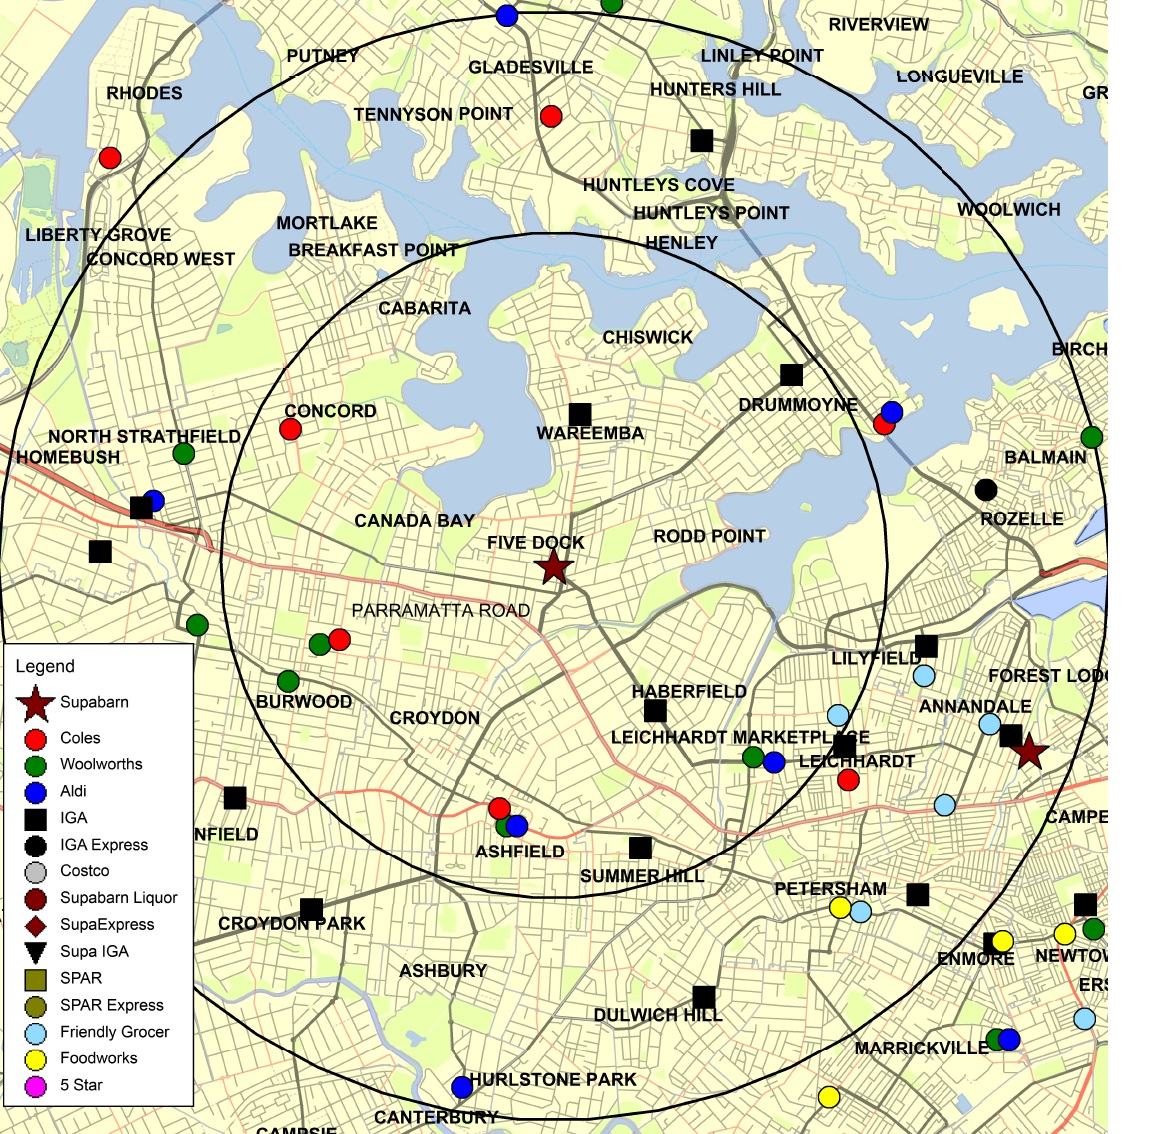 RIVERVIEW
PUTNEY
LINLEY POINT
GLADESVILLE
LONGUEVILLE
RHODES
HUNTERS HILL
GR
TENNYSON POINT
HUNTLEYS COVE
WOOLWICH
HUNTLEYS POINT
MORTLAKE
LIBERTY GROVE
HENLEY
BREAKFAST POINT
CONCORD WEST
CABARITA
CHISWICK
BIRCH
DRUMMOYNE
CONCORD
WAREEMBA
NORTH STRATHFIELD
HOMEBUSH
BALMAIN
CANADA BAY
ROZELLE
RODD POINT
FIVE DOCK
PARRAMATTA ROAD
LILYFIELD
FOREST LODG
HABERFIELD
BURWOOD
ANNANDALE
CROYDON
LEICHHARDT MARKETPLACE
LEICHHARDT
CAMPE
NFIELD
ASHFIELD
SUMMER HILL
PETERSHAM
CROYDON PARK
ENMORE
NEWTOW
ASHBURY
ERS
DULWICH HILL
MARRICKVILLE
HURLSTONE PARK
CANTERBURY
CAMPSIE
Legend
Supabarn
Coles
Woolworths
Aldi
IGA
IGA Express
Costco
Supabarn Liquor
SupaExpress
Supa IGA
SPAR
SPAR Express
Friendly Grocer
Foodworks
5 Star